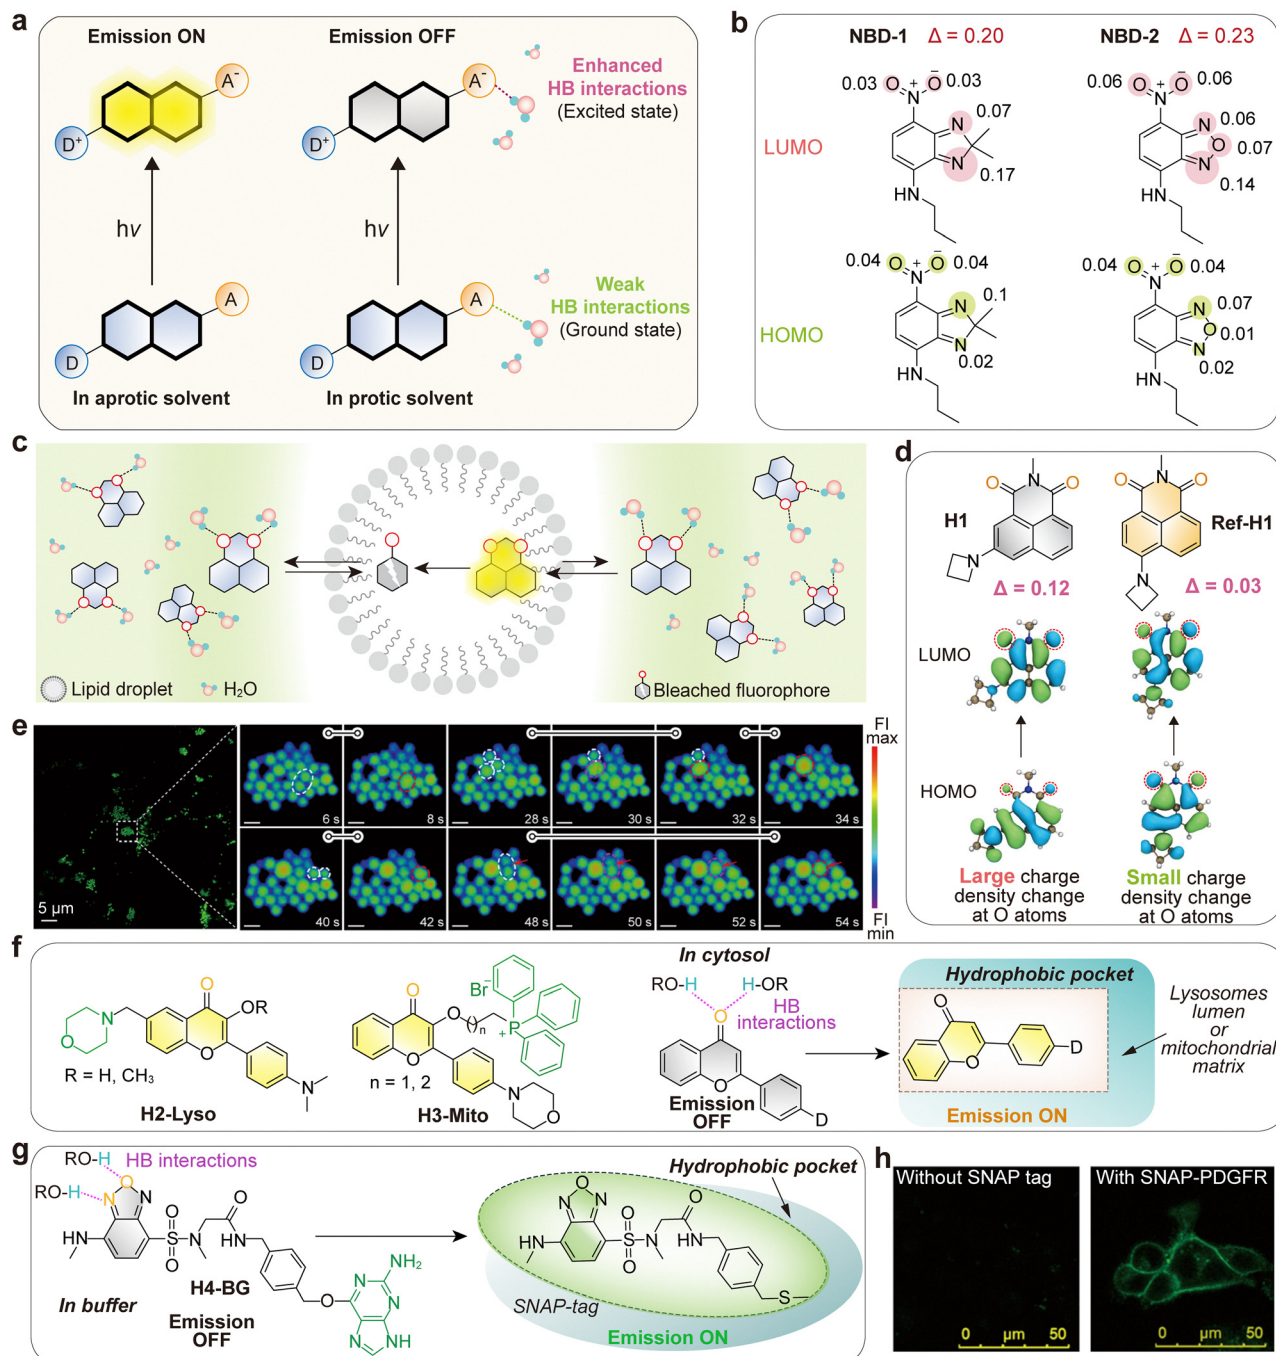 a
Emission ON
Emission OFF
A⁻
A⁻
Enhanced
HB interactions
(Excited state)
D⁺
D⁺
hν
hν
Weak
HB interactions
(Ground state)
A
A
D
D
In aprotic solvent
In protic solvent
b
NBD-1 Δ = 0.20
NBD-2 Δ = 0.23
LUMO
0.03 O O⁻ 0.03
N⁺
0.07
N
N
0.17
HN
0.06 O O⁻ 0.06
N⁺
0.06
N
O 0.07
N
0.14
HN
HOMO
0.04 O O⁻ 0.04
N⁺
0.1
N
N
0.02
HN
0.04 O O⁻ 0.04
N⁺
0.07
N
O 0.01
N
0.02
HN
c
Lipid droplet
H₂O
Bleached fluorophore
d
O N O
O N O
H1
Ref-H1
N
N
Δ = 0.12
Δ = 0.03
LUMO
HOMO
Large charge
density change
at O atoms
Small charge
density change
at O atoms
e
5 µm
6 s
8 s
28 s
30 s
32 s
34 s
40 s
42 s
48 s
50 s
52 s
54 s
FI
max
FI
min
f
O
OR
N
O
O
N
R = H, CH₃
H2-Lyso
O
O
n
Br⁻
P
+
O
N
O
n = 1, 2
H3-Mito
In cytosol
RO-H
H-OR
O
HB
interactions
O
Emission
OFF
D
Hydrophobic pocket
O
O
D
Emission ON
Lysosomes
lumen
or
mitochondrial
matrix
g
RO-H
HB interactions
RO-H
O
N N
HN
O
S
O
N
O
HN
H4-BG
In buffer
Emission
OFF
O
NH₂
N
N
N
NH
Hydrophobic pocket
O
N N
HN
O
S
O
N
O
NH
S
SNAP-tag
Emission ON
h
Without SNAP tag
With SNAP-PDGFR
0 µm 50
0 µm 50